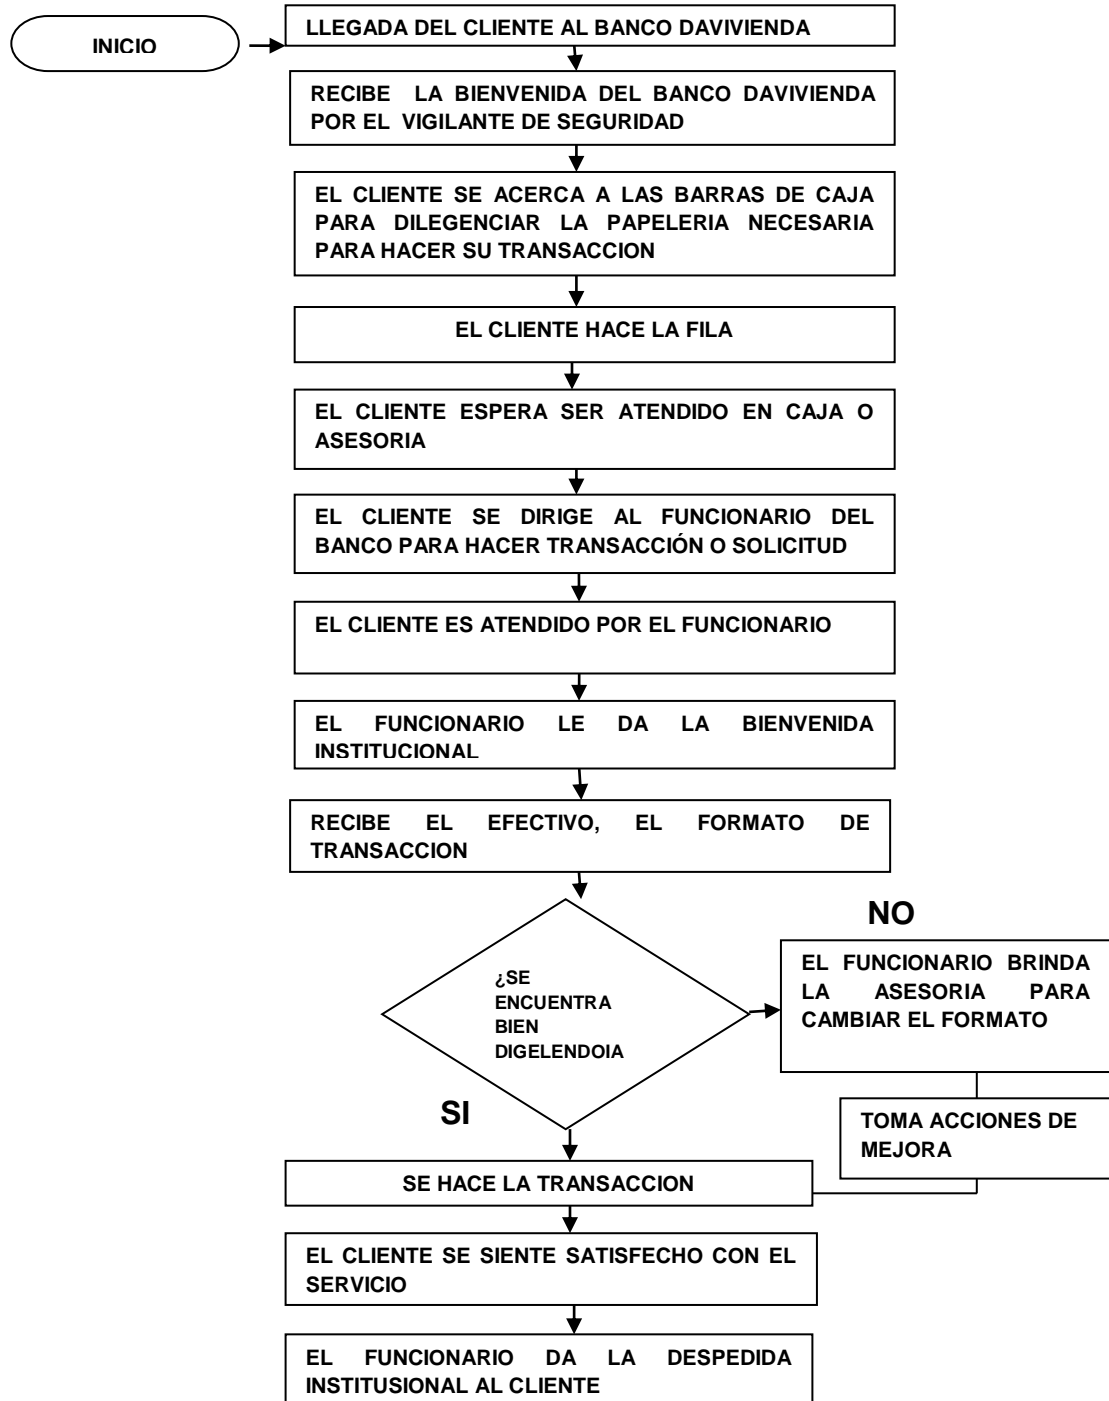 INICIO
LLEGADA DEL CLIENTE AL BANCO DAVIVIENDA
RECIBE LA BIENVENIDA DEL BANCO DAVIVIENDA
POR EL VIGILANTE DE SEGURIDAD
EL CLIENTE SE ACERCA A LAS BARRAS DE CAJA
PARA DILEGENCIAR LA PAPELERIA NECESARIA
PARA HACER SU TRANSACCION
EL CLIENTE HACE LA FILA
EL CLIENTE ESPERA SER ATENDIDO EN CAJA O
ASESORIA
EL CLIENTE SE DIRIGE AL FUNCIONARIO DEL
BANCO PARA HACER TRANSACCIÓN O SOLICITUD
EL CLIENTE ES ATENDIDO POR EL FUNCIONARIO
EL FUNCIONARIO LE DA LA BIENVENIDA
INSTITUCIONAL
RECIBE EL EFECTIVO, EL FORMATO DE
TRANSACCION
¿SE
ENCUENTRA
BIEN
DIGELENDOIA
NO
EL FUNCIONARIO BRINDA
LA ASESORIA PARA
CAMBIAR EL FORMATO
SI
TOMA ACCIONES DE
MEJORA
SE HACE LA TRANSACCION
EL CLIENTE SE SIENTE SATISFECHO CON EL
SERVICIO
EL FUNCIONARIO DA LA DESPEDIDA
INSTITUSIONAL AL CLIENTE